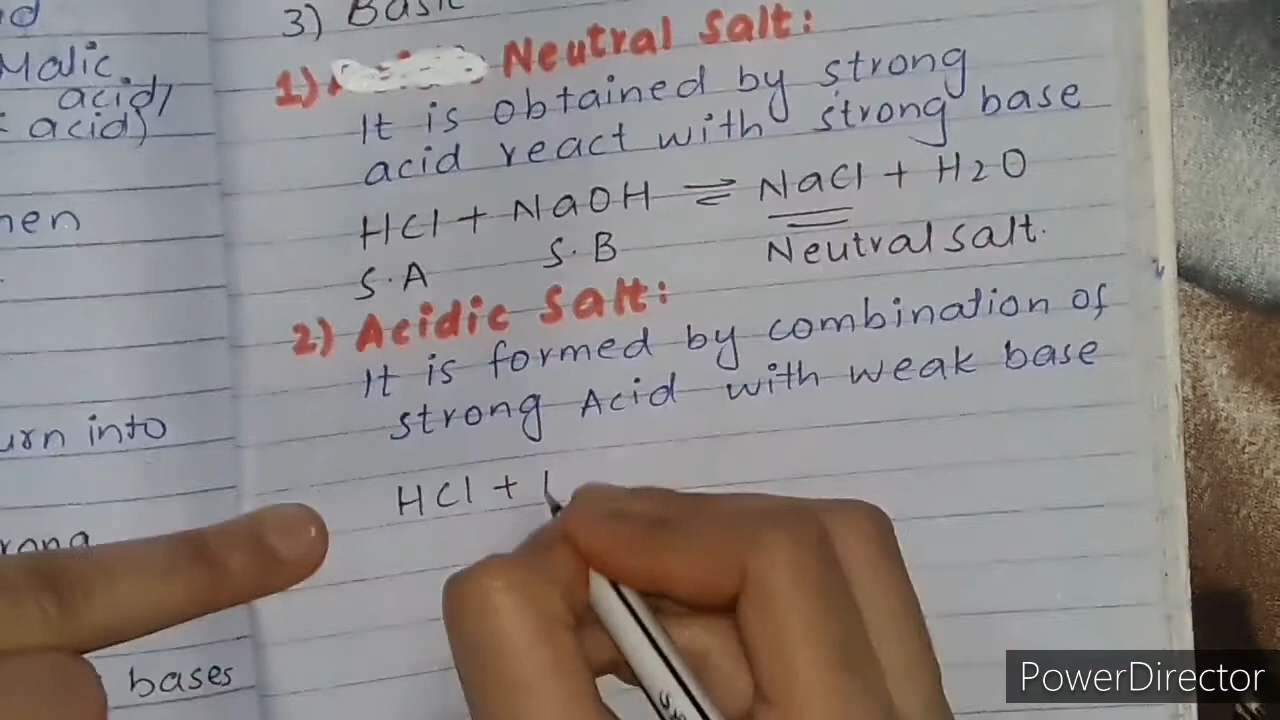 d
Malic
acid,
= acid)
hen
urn into
rong
bases
3) Basic
1) Neutral Salt:
It is obtained by strong
acid react with strong base
HCl + NaOH ⇌ NaCl + H2O
S.A S.B Neutral salt.
2) Acidic Salt:
It is formed by combination of
strong Acid with weak base
HCl +
PowerDirector